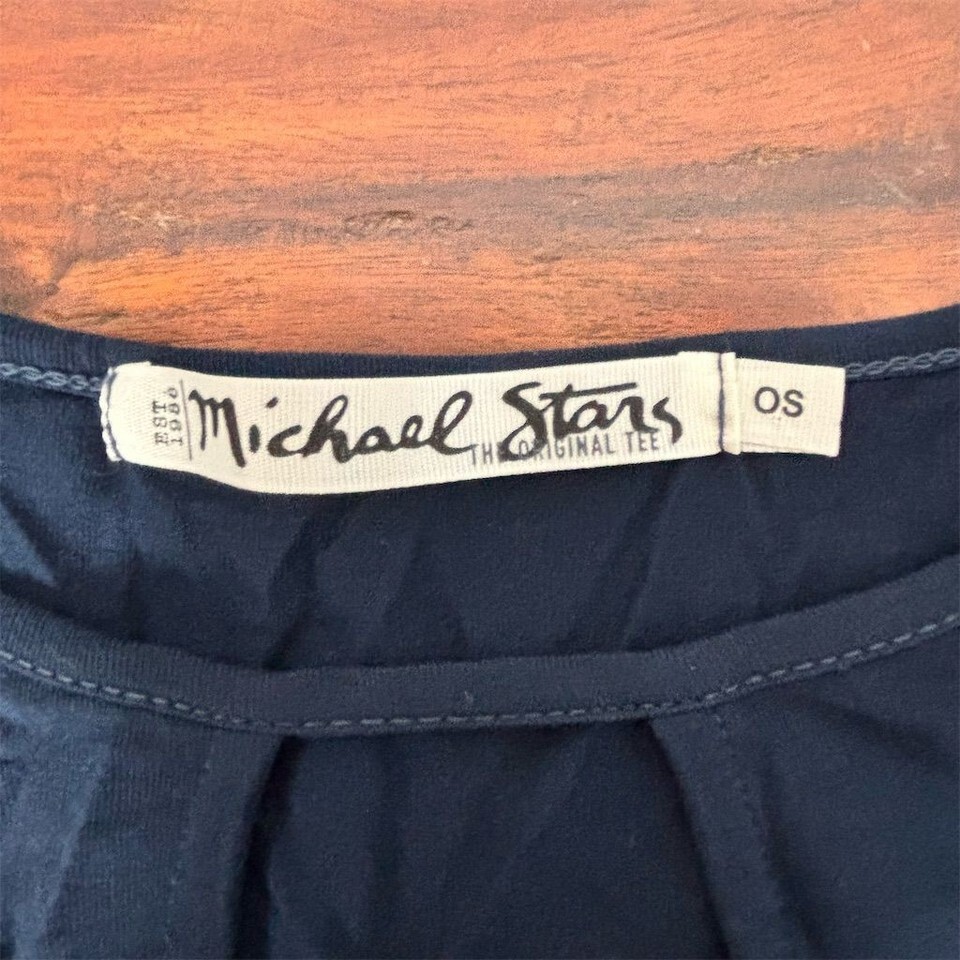 EST.
1986
Michael Stars
THE ORIGINAL TEE
OS